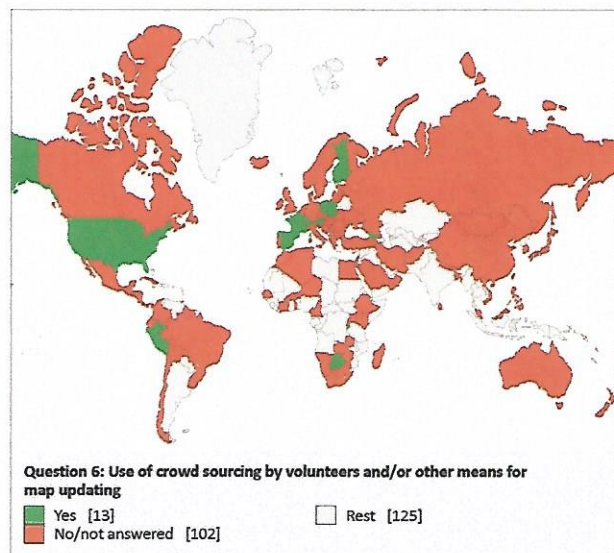 Question 6: Use of crowd sourcing by volunteers and/or other means for
map updating
Yes [13]
No/not answered [102]
Rest [125]